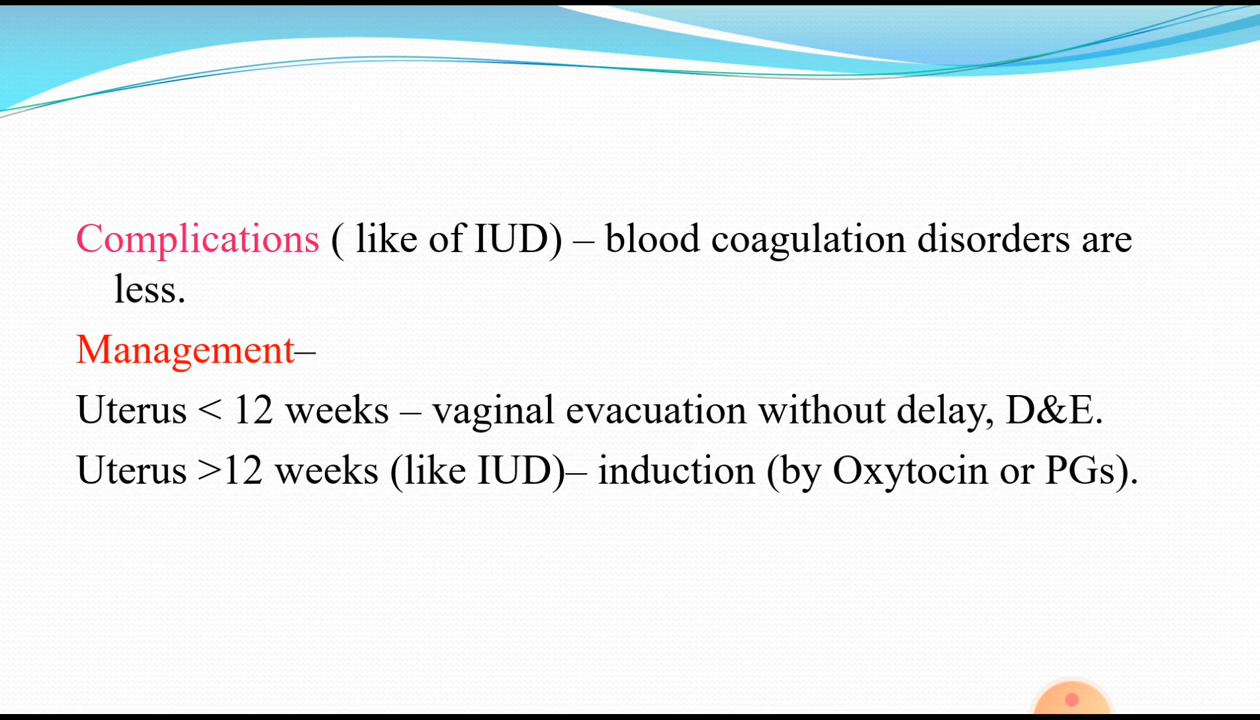 Complications ( like of IUD) – blood coagulation disorders are
less.
Management–
Uterus < 12 weeks – vaginal evacuation without delay, D&E.
Uterus >12 weeks (like IUD)– induction (by Oxytocin or PGs).